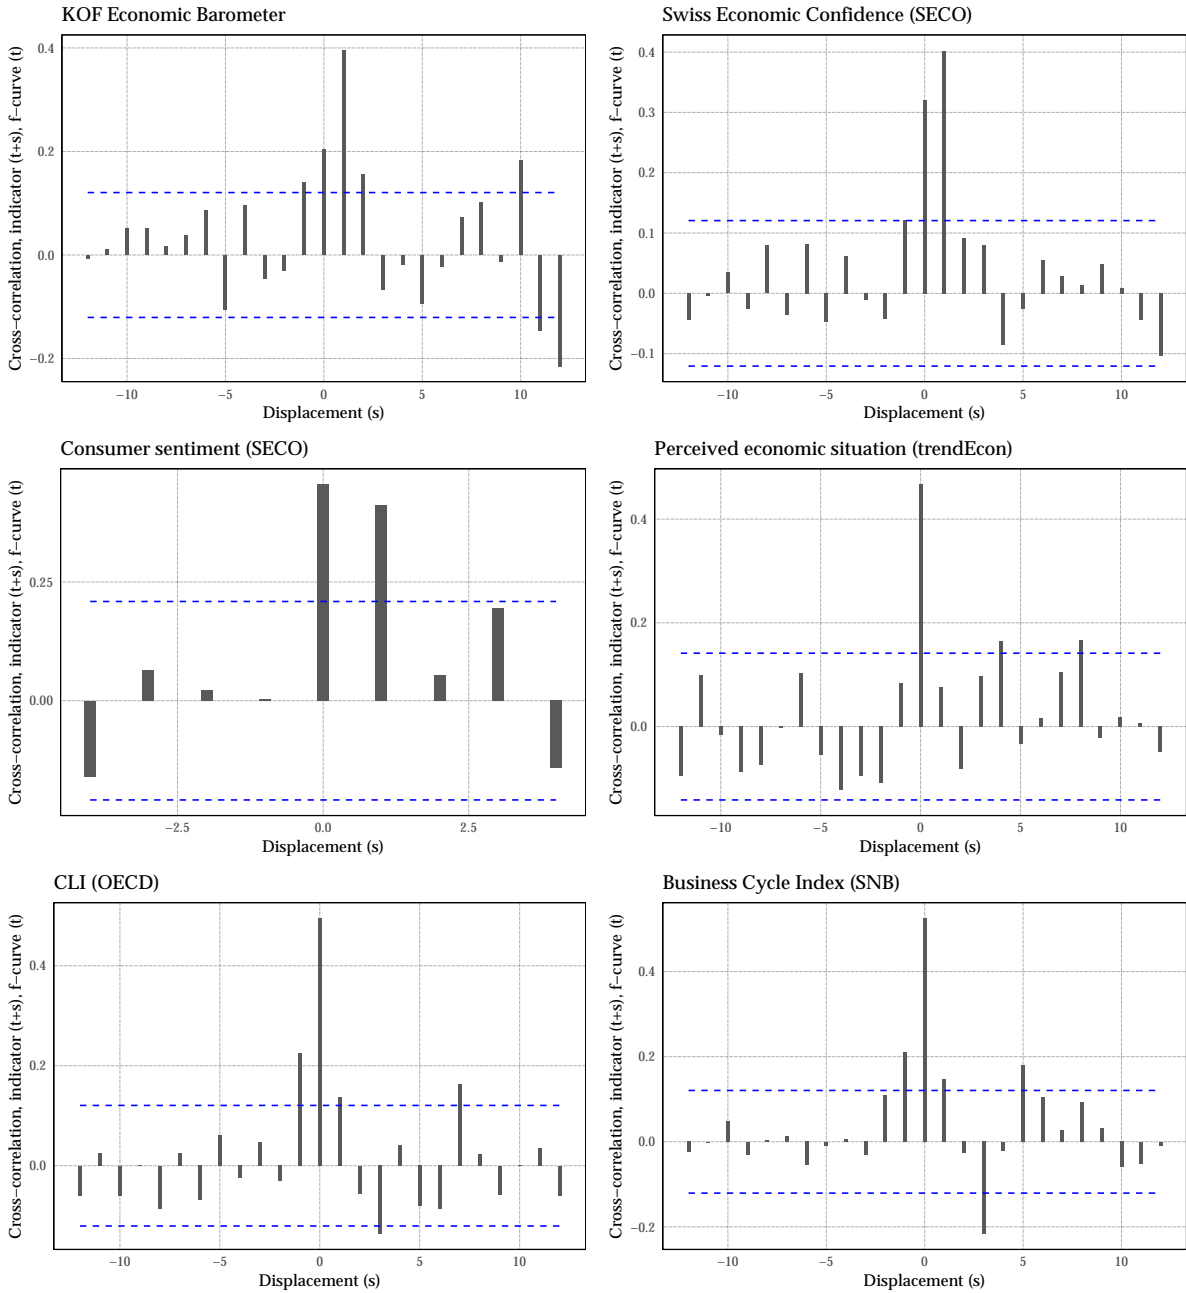 KOF Economic Barometer
Cross−correlation, indicator (t+s), f−curve (t)
0.4
0.2
0.0
−0.2
−10 −5 0 5 10
Displacement (s)
Swiss Economic Confidence (SECO)
Cross−correlation, indicator (t+s), f−curve (t)
0.4
0.3
0.2
0.1
0.0
−0.1
−10 −5 0 5 10
Displacement (s)
Consumer sentiment (SECO)
Cross−correlation, indicator (t+s), f−curve (t)
0.25
0.00
−2.5 0.0 2.5
Displacement (s)
Perceived economic situation (trendEcon)
Cross−correlation, indicator (t+s), f−curve (t)
0.4
0.2
0.0
−10 −5 0 5 10
Displacement (s)
CLI (OECD)
Cross−correlation, indicator (t+s), f−curve (t)
0.4
0.2
0.0
−10 −5 0 5 10
Displacement (s)
Business Cycle Index (SNB)
Cross−correlation, indicator (t+s), f−curve (t)
0.4
0.2
0.0
−0.2
−10 −5 0 5 10
Displacement (s)